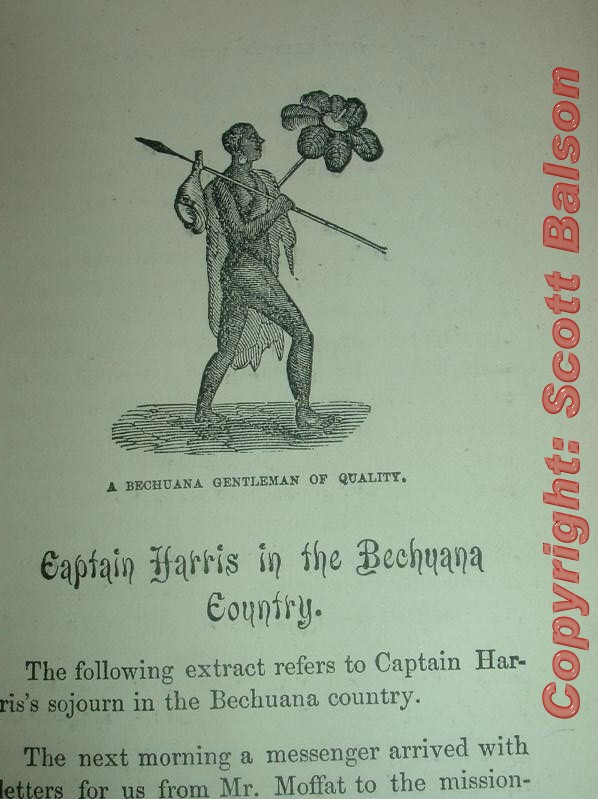 A BECHUANA GENTLEMAN OF QUALITY.
Captain Harris in the Bechuana
Country.
The following extract refers to Captain Har-
ris's sojourn in the Bechuana country.
The next morning a messenger arrived with
letters for us from Mr. Moffat to the mission-
Copyright: Scott Balson